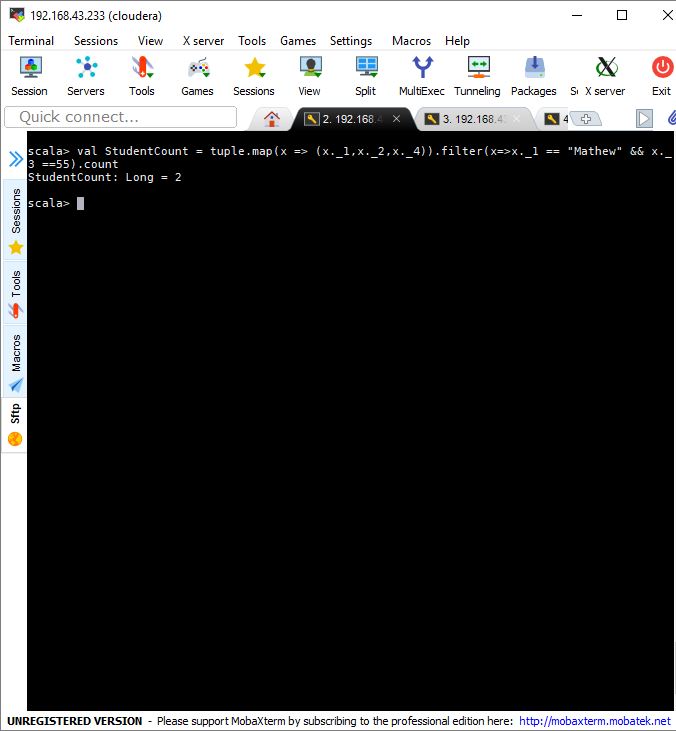 192.168.43.233 (cloudera)
Terminal Sessions View X server Tools Games Settings Macros Help
Session Servers Tools Games Sessions View Split MultiExec Tunneling Packages Se X server Exit
Quick connect... 2. 192.168.4 3. 192.168.43 4
scala> val StudentCount = tuple.map(x => (x._1,x._2,x._4)).filter(x=>x._1 == "Mathew" && x._
3 ==55).count
StudentCount: Long = 2
scala>
Sessions
Tools
Macros
Sftp
UNREGISTERED VERSION - Please support MobaXterm by subscribing to the professional edition here: http://mobaxterm.mobatek.net